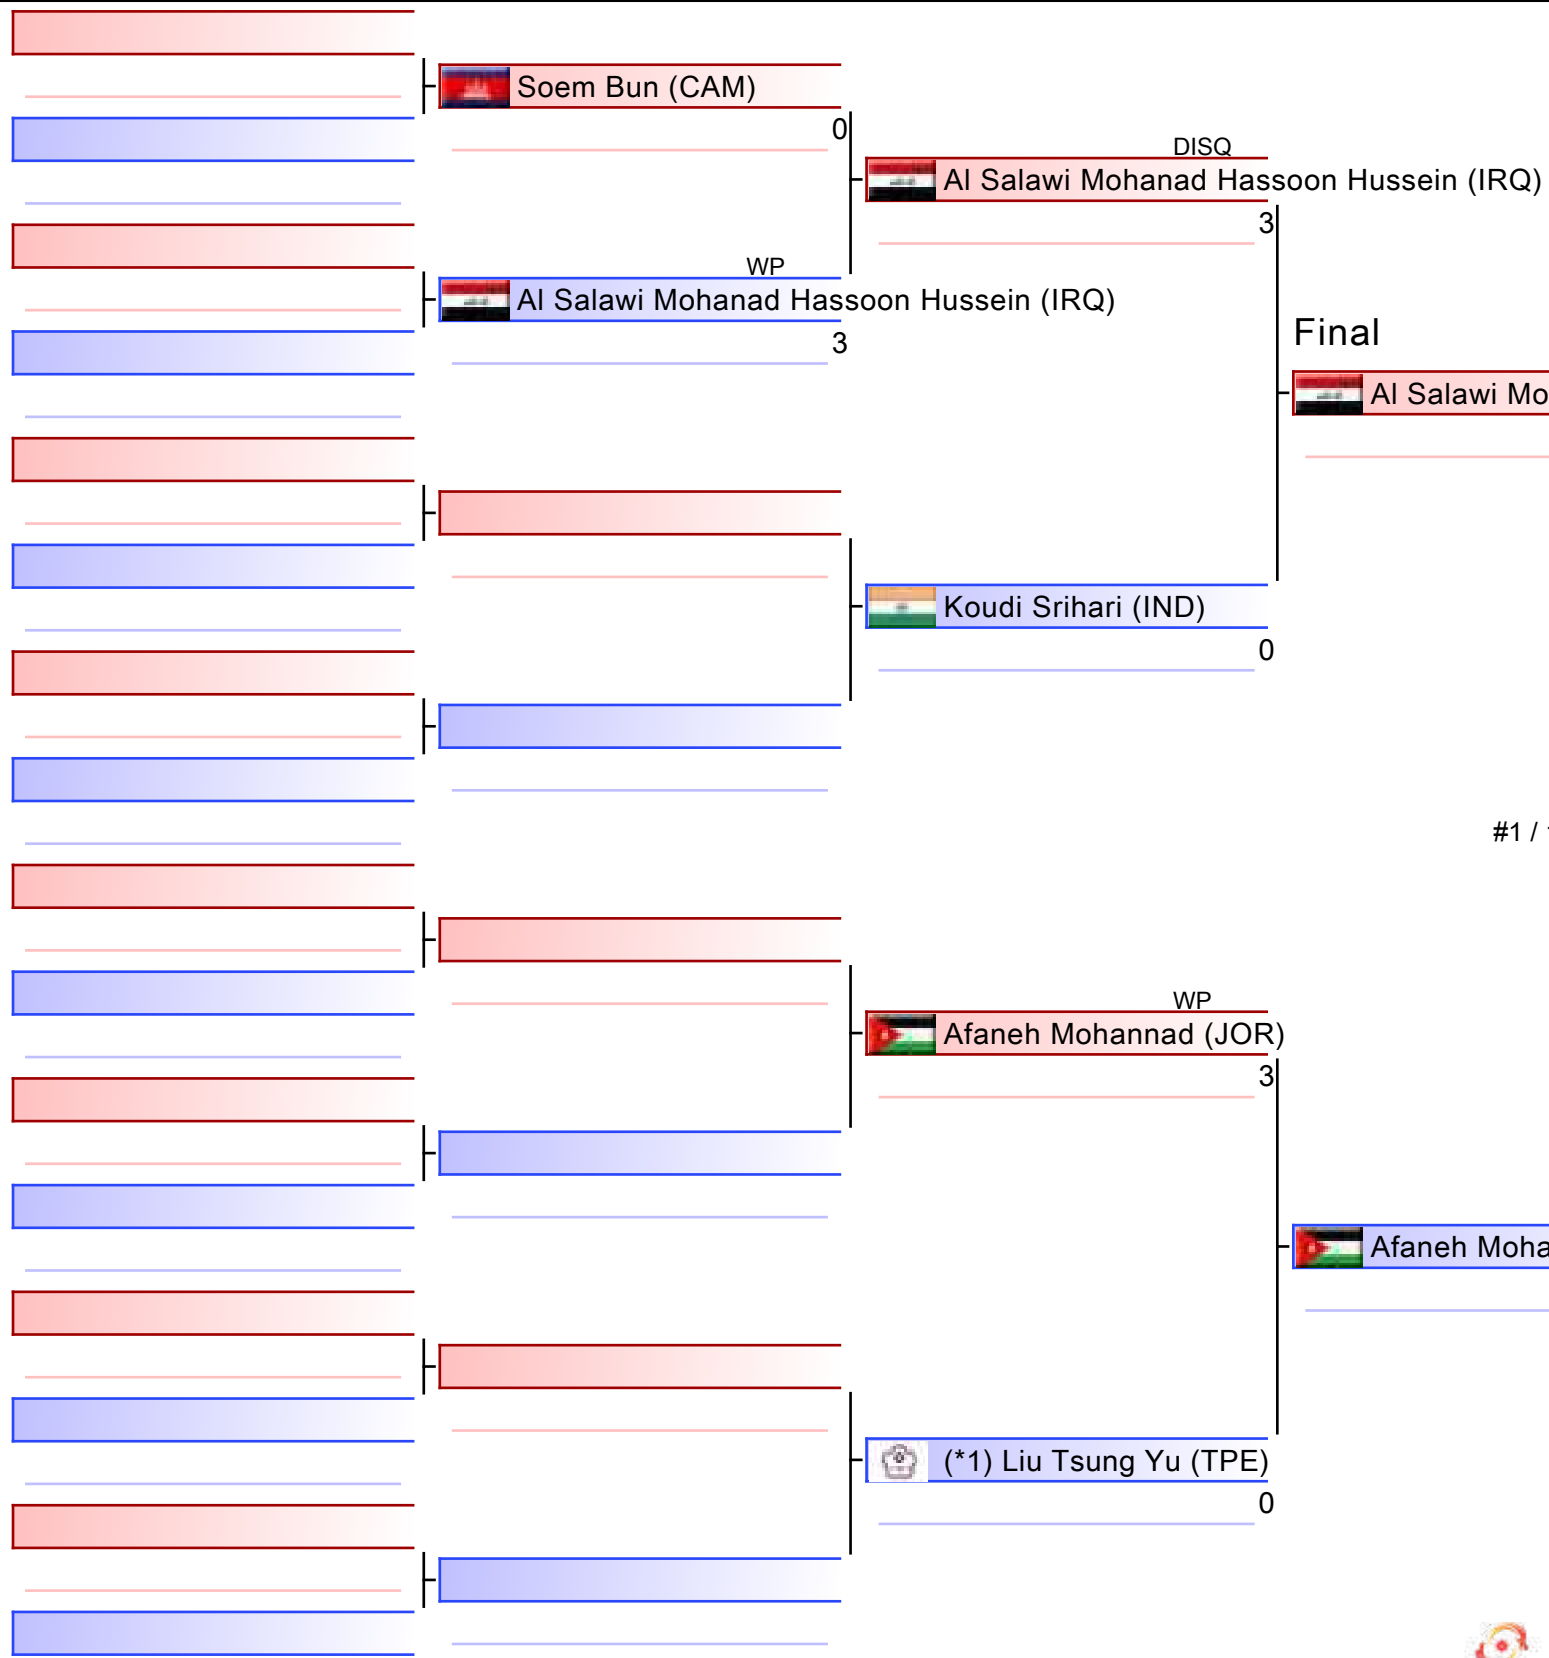 Soem Bun (CAM)
0
DISQ
Al Salawi Mohanad Hassoon Hussein (IRQ)
3
WP
Al Salawi Mohanad Hassoon Hussein (IRQ)
3
Final
Al Salawi Mo
Koudi Srihari (IND)
0
#1 /
WP
Afaneh Mohannad (JOR)
3
Afaneh Moha
(*1) Liu Tsung Yu (TPE)
0